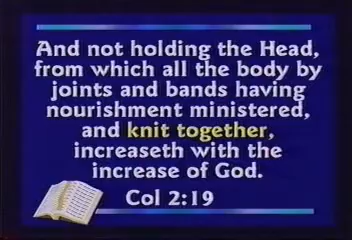 And not holding the Head,
from which all the body by
joints and bands having
nourishment ministered,
and knit together,
increaseth with the
increase of God.
Col 2:19